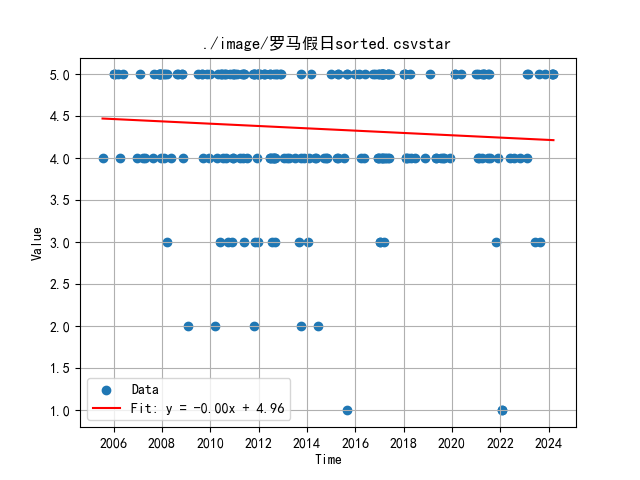 ./image/罗马假日sorted.csvstar
5.0
4.5
4.0
3.5
3.0
2.5
2.0
1.5
1.0
Value
Data
Fit: y = -0.00x + 4.96
2006 2008 2010 2012 2014 2016 2018 2020 2022 2024
Time